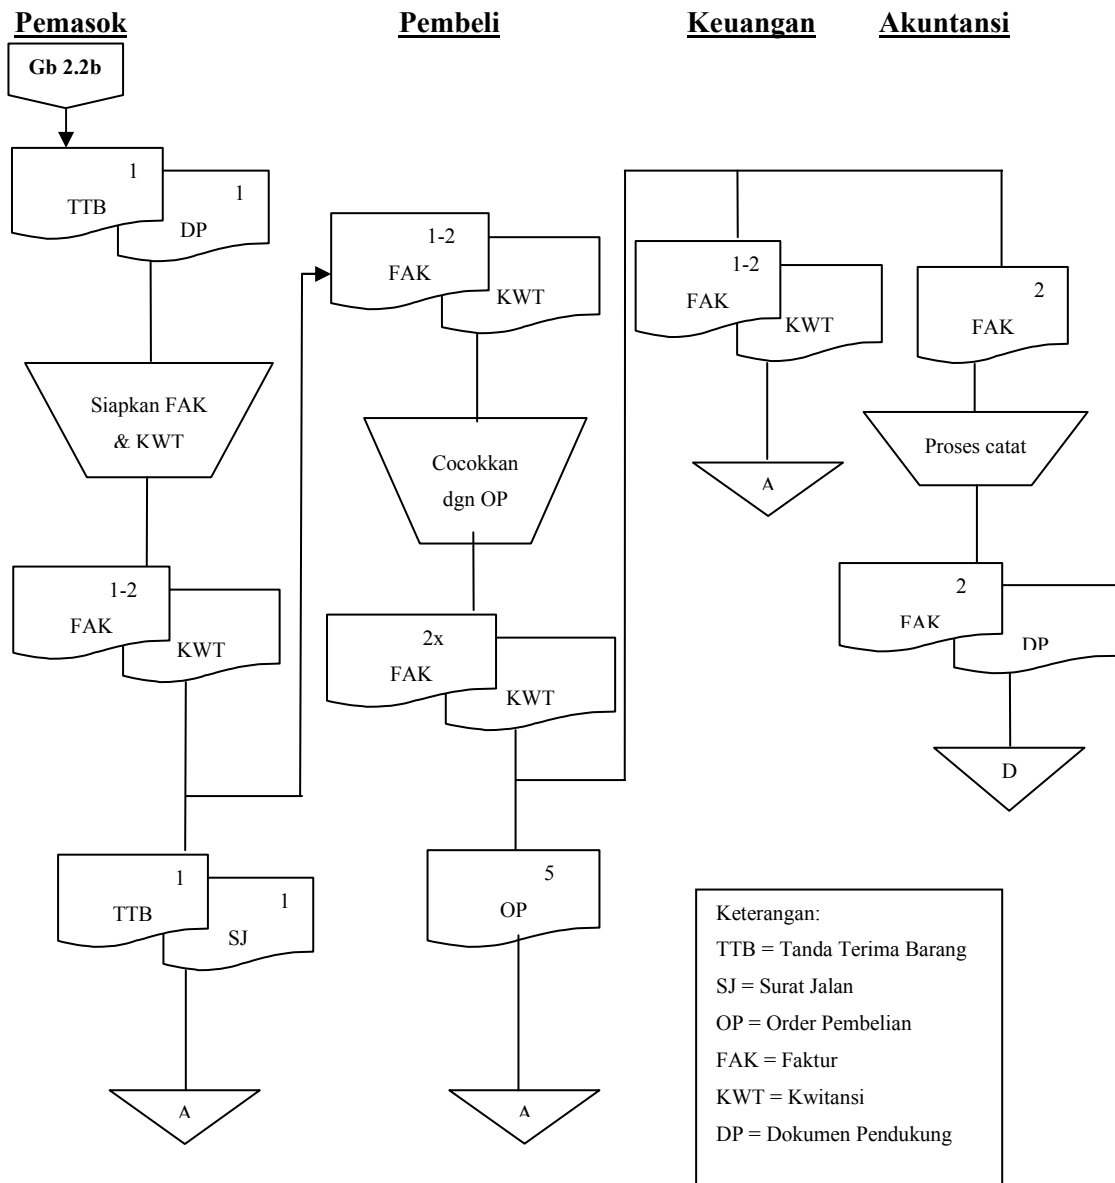 Pemasok
Pembeli
Keuangan
Akuntansi
Gb 2.2b
1
TTB
1
DP
Siapkan FAK
& KWT
1-2
FAK
KWT
1
TTB
1
SJ
A
1-2
FAK
KWT
Cocokkan
dgn OP
2x
FAK
KWT
5
OP
A
1-2
FAK
KWT
A
2
FAK
Proses catat
2
FAK
DP
D
Keterangan:
TTB = Tanda Terima Barang
SJ = Surat Jalan
OP = Order Pembelian
FAK = Faktur
KWT = Kwitansi
DP = Dokumen Pendukung